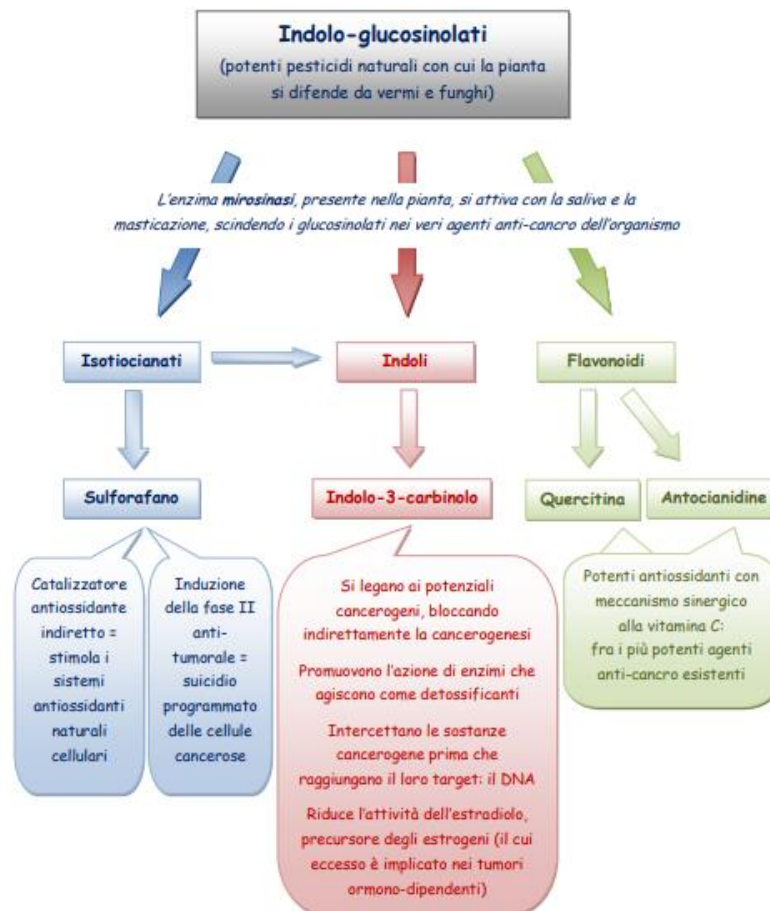 Indolo-glucosinolati
(potenti pesticidi naturali con cui la pianta
si difende da vermi e funghi)
L'enzima mirosinasi, presente nella pianta, si attiva con la saliva e la
masticazione, scindendo i glucosinolati nei veri agenti anti-cancro dell'organismo
Isotiocianati
Indoli
Flavonoidi
Sulforafano
Indolo-3-carbinolo
Quercitina
Antocianidine
Catalizzatore
antiossidante
indiretto =
stimola i
sistemi
antiossidanti
naturali
cellulari
Induzione
della fase II
anti-
tumorale =
suicidio
programmato
delle cellule
cancerose
Si legano ai potenziali
cancerogeni, bloccando
indirettamente la cancerogenesi
Promuovono l'azione di enzimi che
agiscono come detossificanti
Intercettano le sostanze
cancerogene prima che
raggiungano il loro target: il DNA
Riduce l'attività dell'estradiolo,
precursore degli estrogeni (il cui
eccesso è implicato nei tumori
ormono-dipendenti)
Potenti antiossidanti con
meccanismo sinergico
alla vitamina C:
fra i più potenti agenti
anti-cancro esistenti